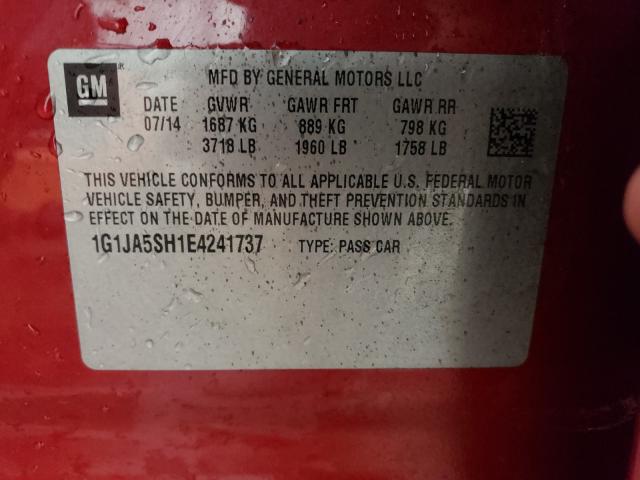 GM
MFD BY GENERAL MOTORS LLC
DATE GVWR GAWR FRT GAWR RR
07/14 1687 KG 889 KG 798 KG
3718 LB 1960 LB 1758 LB
THIS VEHICLE CONFORMS TO ALL APPLICABLE U.S. FEDERAL MOTOR
VEHICLE SAFETY, BUMPER, AND THEFT PREVENTION STANDARDS IN
EFFECT ON THE DATE OF MANUFACTURE SHOWN ABOVE.
1G1JA5SH1E4241737 TYPE: PASS CAR